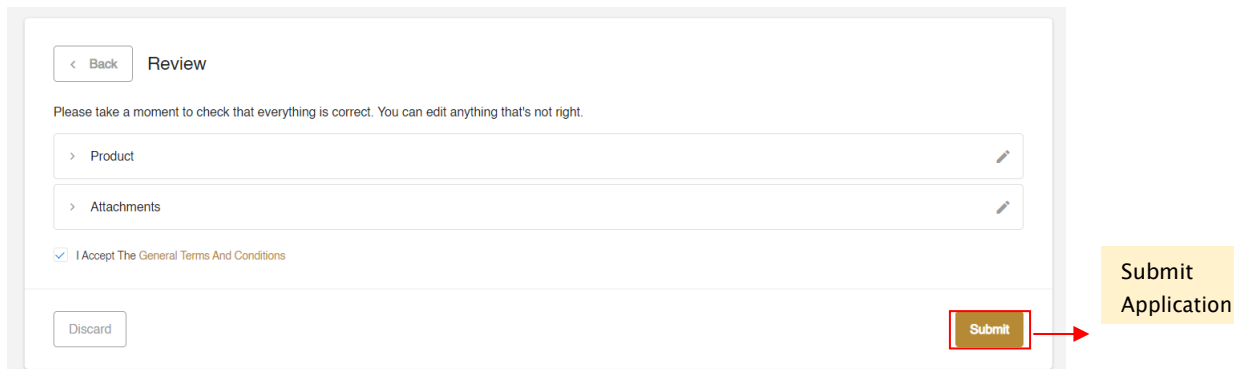 Back
Review
Please take a moment to check that everything is correct. You can edit anything that's not right.
Product
Attachments
I Accept The General Terms And Conditions
Discard
Submit
Submit
Application